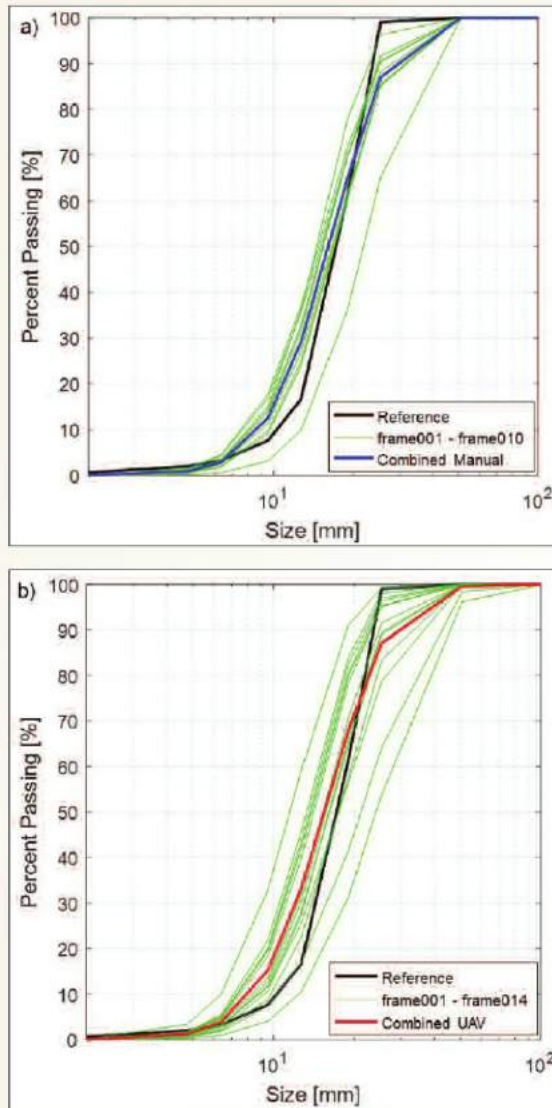 a)
100
90
80
70
60
50
40
30
20
10
0
Percent Passing [%]
Reference
frame001 - frame010
Combined Manual
10¹
10²
Size [mm]
b)
100
90
80
70
60
50
40
30
20
10
0
Percent Passing [%]
Reference
frame001 - frame014
Combined UAV
10¹
10²
Size [mm]